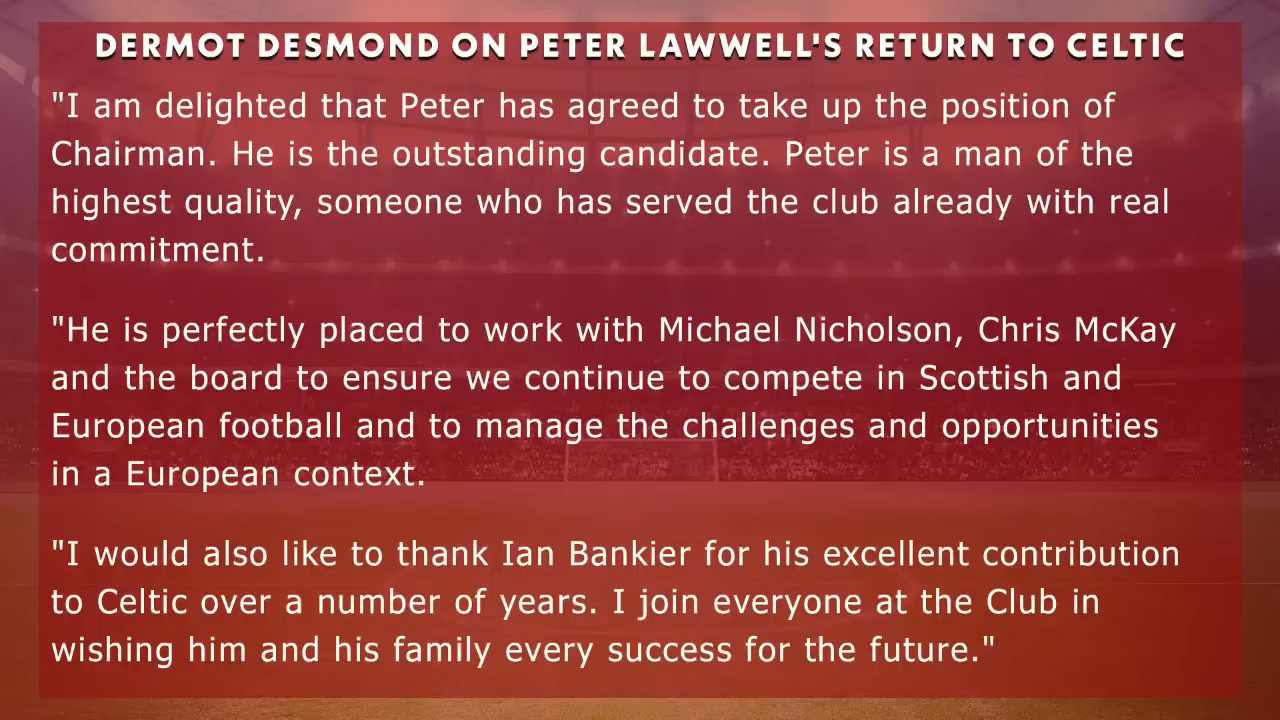 DERMOT DESMOND ON PETER LAWWELL'S RETURN TO CELTIC
"I am delighted that Peter has agreed to take up the position of
Chairman. He is the outstanding candidate. Peter is a man of the
highest quality, someone who has served the club already with real
commitment.
"He is perfectly placed to work with Michael Nicholson, Chris McKay
and the board to ensure we continue to compete in Scottish and
European football and to manage the challenges and opportunities
in a European context.
"I would also like to thank Ian Bankier for his excellent contribution
to Celtic over a number of years. I join everyone at the Club in
wishing him and his family every success for the future."